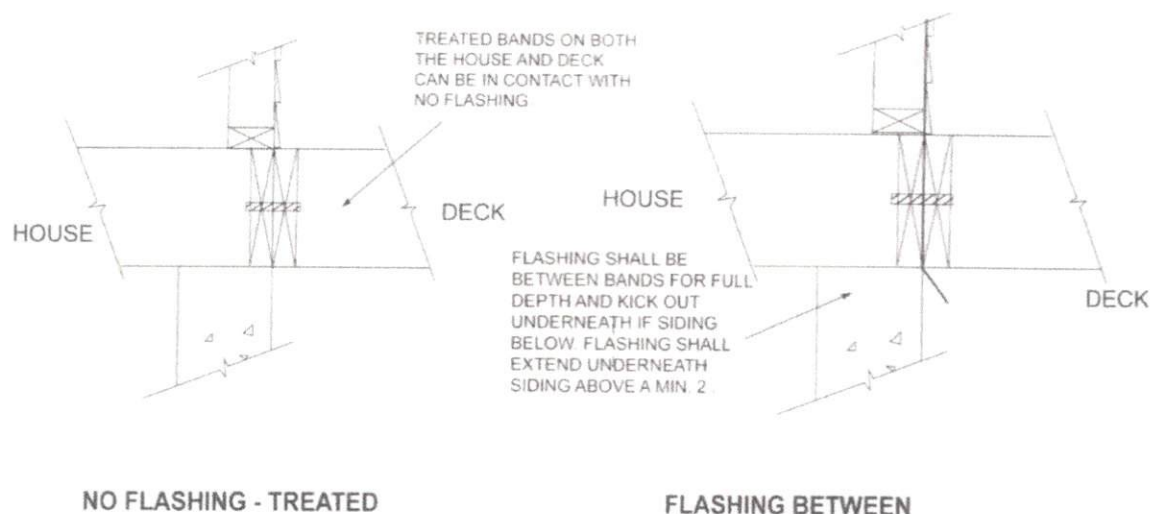 TREATED BANDS ON BOTH
THE HOUSE AND DECK
CAN BE IN CONTACT WITH
NO FLASHING
HOUSE
DECK
NO FLASHING - TREATED
HOUSE
FLASHING SHALL BE
BETWEEN BANDS FOR FULL
DEPTH AND KICK OUT
UNDERNEATH IF SIDING
BELOW. FLASHING SHALL
EXTEND UNDERNEATH
SIDING ABOVE A MIN. 2
DECK
FLASHING BETWEEN